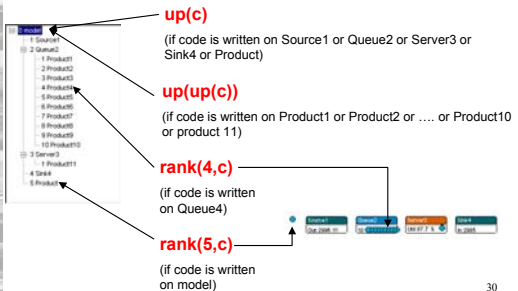 up(c)
(if code is written on Source1 or Queue2 or Server3 or
Sink4 or Product)
up(up(c))
(if code is written on Product1 or Product2 or …. or Product10
or product 11)
rank(4,c)
(if code is written
on Queue4)
rank(5,c)
(if code is written
on model)
model
1 Source1
2 Queue2
1 Product1
2 Product2
3 Product3
4 Product4
5 Product5
6 Product6
7 Product7
8 Product8
9 Product9
10 Product10
3 Server3
1 Product11
4 Sink4
5 Product
Source1
Queue2
Server3
Sink4
30